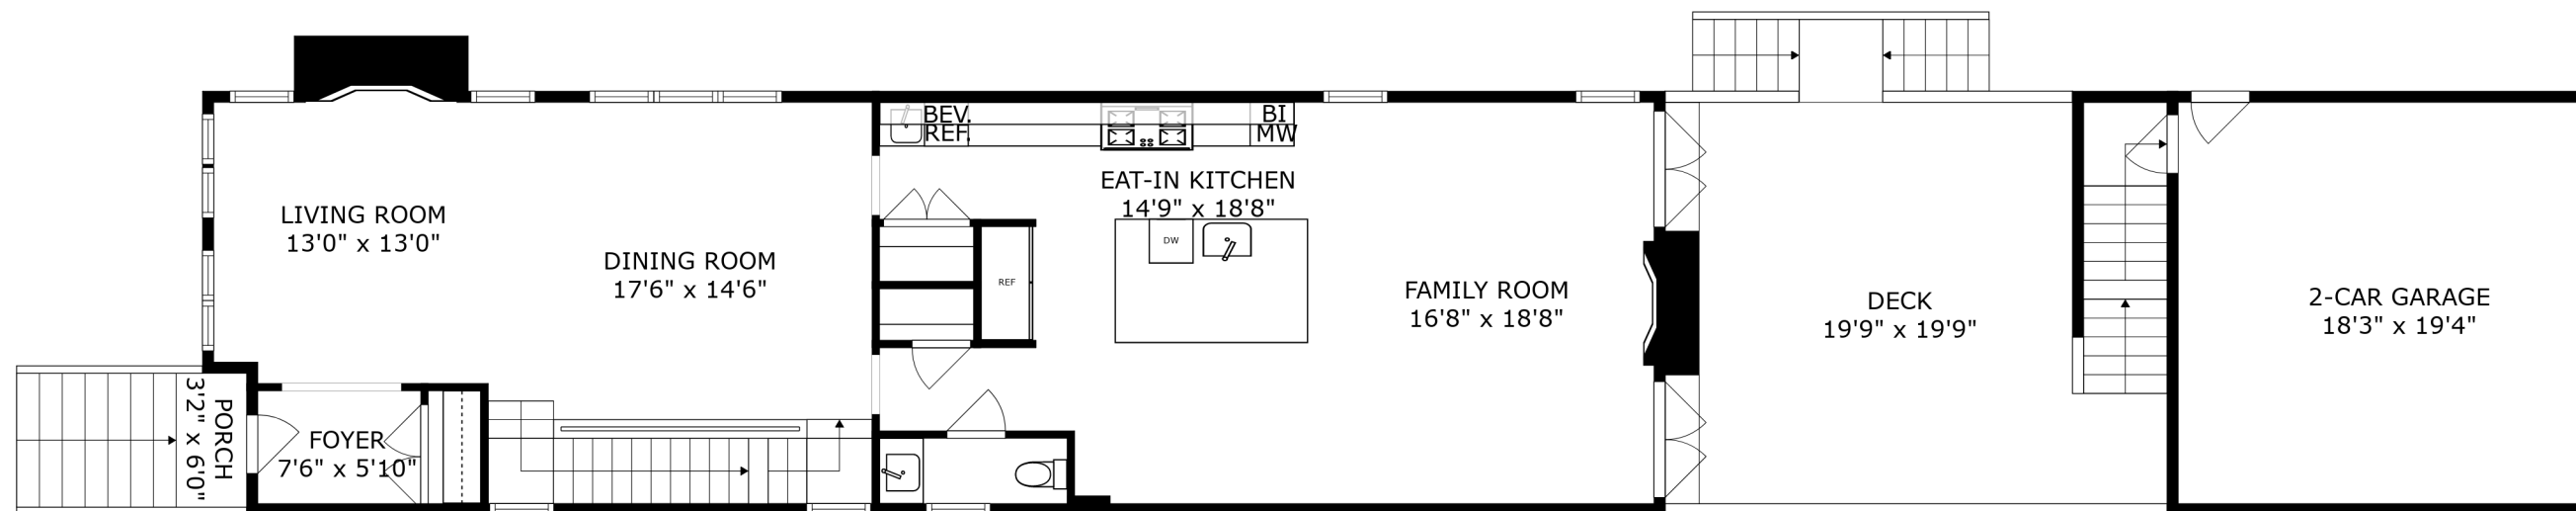 BEV.
REF.
BI
MW
EAT-IN KITCHEN
14'9" x 18'8"
LIVING ROOM
13'0" x 13'0"
DINING ROOM
17'6" x 14'6"
DW
REF
FAMILY ROOM
16'8" x 18'8"
DECK
19'9" x 19'9"
2-CAR GARAGE
18'3" x 19'4"
PORCH
3'2" x 6'0"
FOYER
7'6" x 5'10"